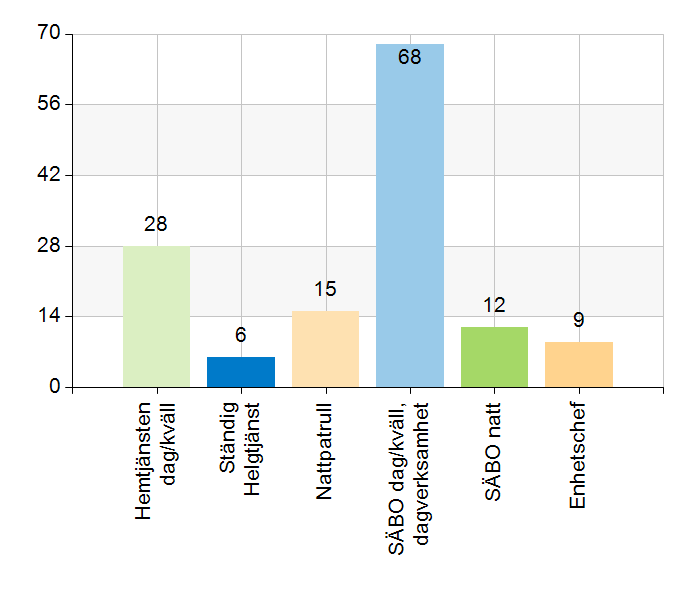 70
56
42
28
14
0
28
6
15
68
12
9
Hemtjänsten
dag/kväll
Ständig
Helgtjänst
Nattpatrull
SÄBO dag/kväll,
dagverksamhet
SÄBO natt
Enhetschef